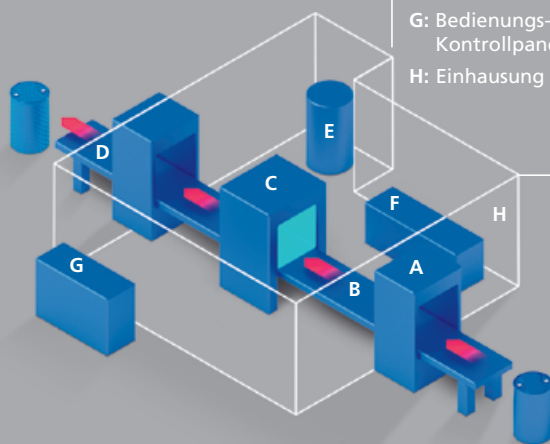 G: Bedienungs-
Kontrollpane
H: Einhausung
E
D
C
F
H
A
G
B